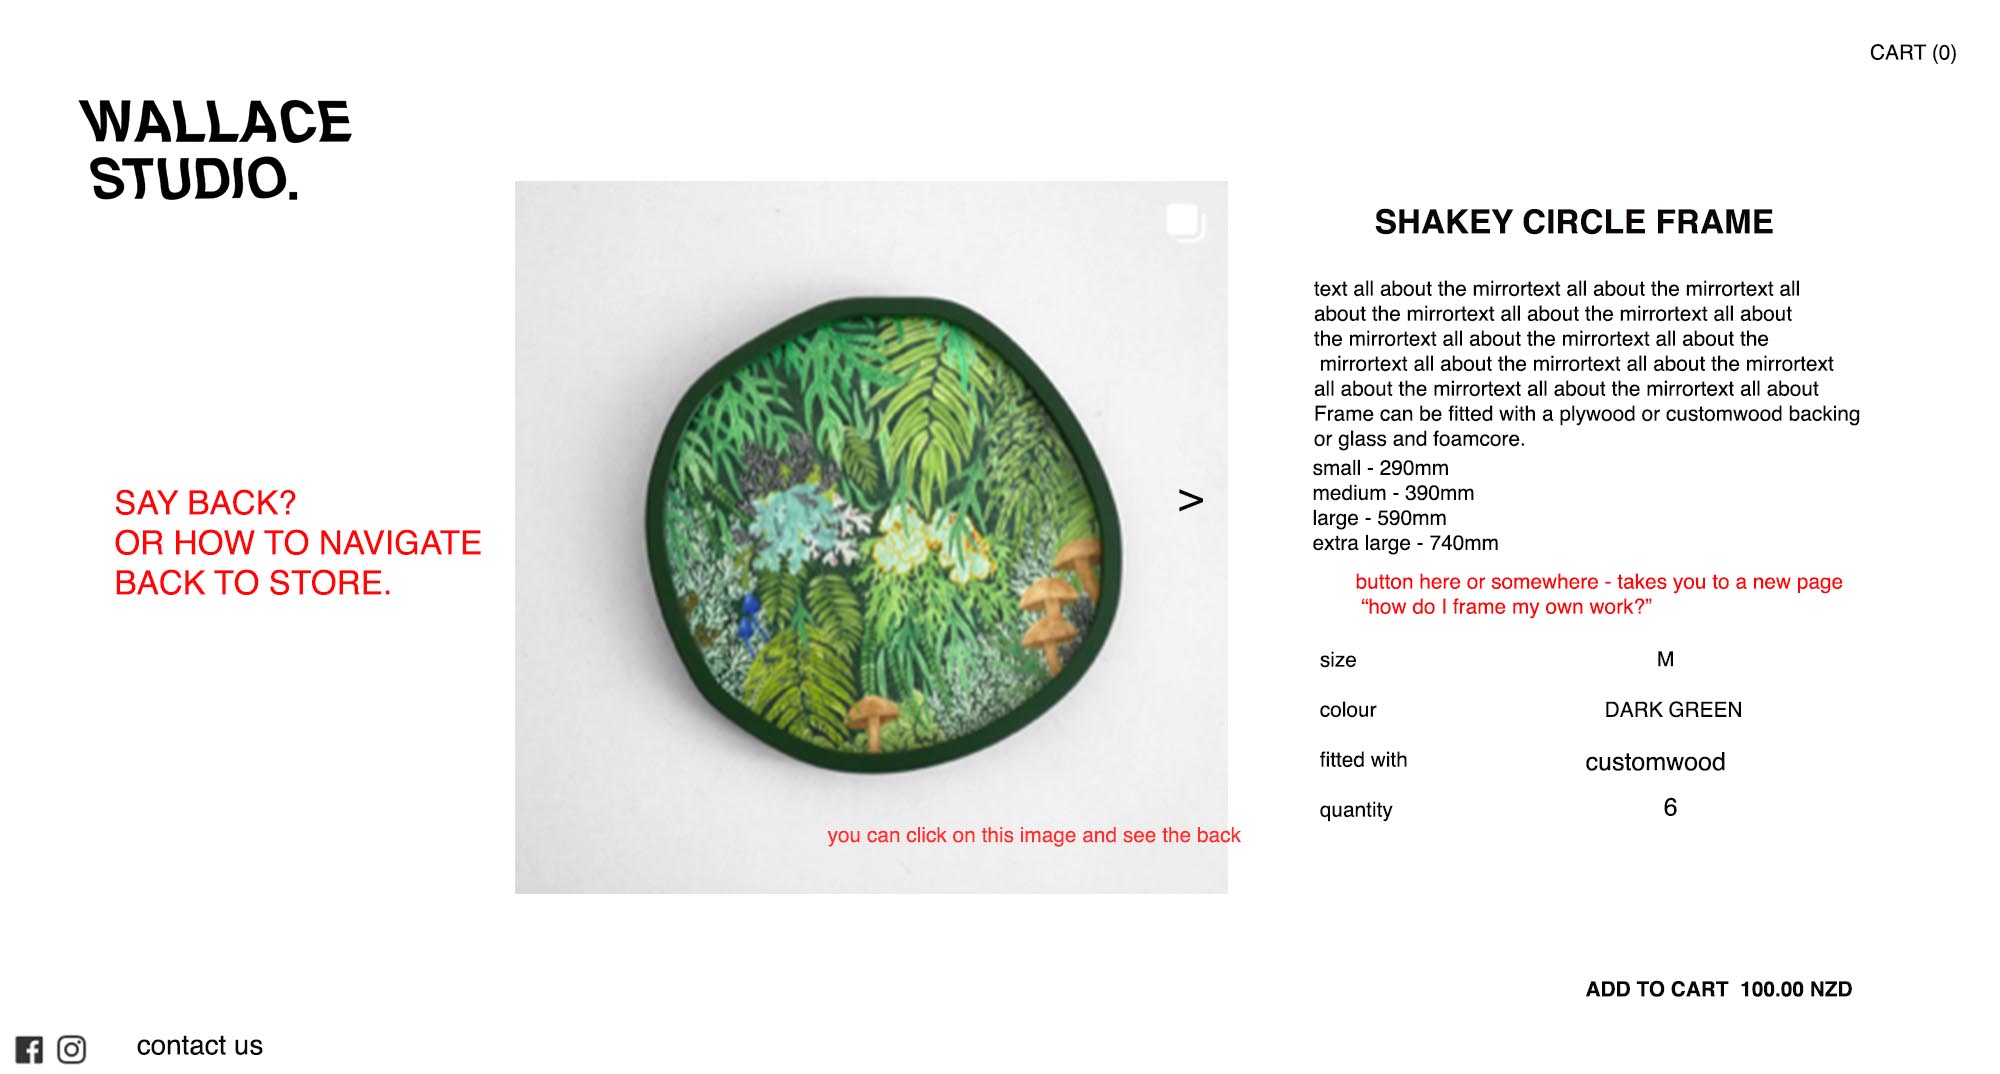 CART (0)
WALLACE
STUDIO.
SAY BACK?
OR HOW TO NAVIGATE
BACK TO STORE.
>
you can click on this image and see the back
SHAKEY CIRCLE FRAME
text all about the mirrortext all about the mirrortext all
about the mirrortext all about the mirrortext all about
the mirrortext all about the mirrortext all about the
mirrortext all about the mirrortext all about the mirrortext
all about the mirrortext all about the mirrortext all about
Frame can be fitted with a plywood or customwood backing
or glass and foamcore.
small - 290mm
medium - 390mm
large - 590mm
extra large - 740mm
button here or somewhere - takes you to a new page
“how do I frame my own work?”
size M
colour DARK GREEN
fitted with customwood
quantity 6
ADD TO CART 100.00 NZD
contact us